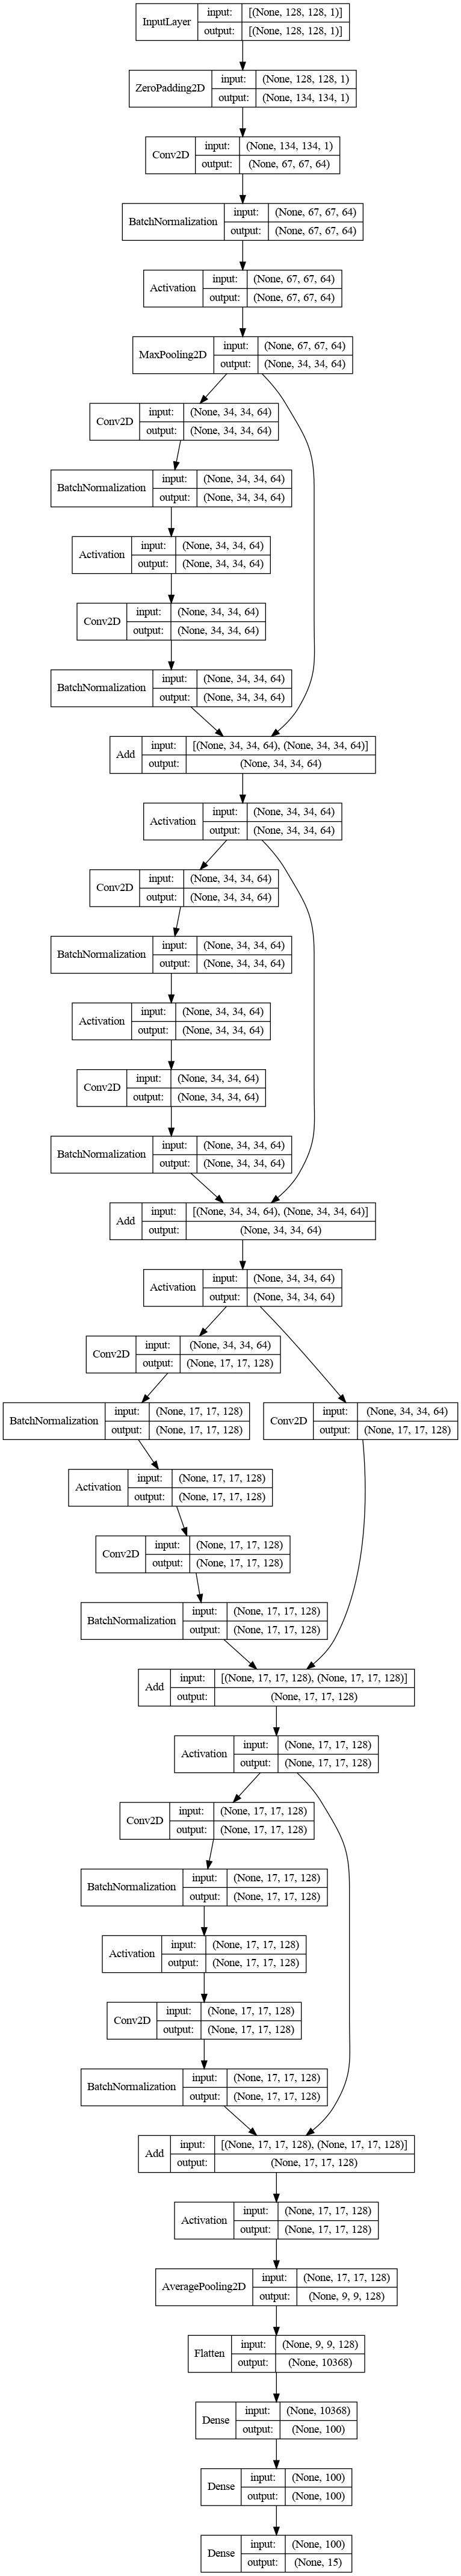 InputLayer input: [(None, 128, 128, 1)]
output: [(None, 128, 128, 1)]
ZeroPadding2D input: (None, 128, 128, 1)
output: (None, 134, 134, 1)
Conv2D input: (None, 134, 134, 1)
output: (None, 67, 67, 64)
BatchNormalization input: (None, 67, 67, 64)
output: (None, 67, 67, 64)
Activation input: (None, 67, 67, 64)
output: (None, 67, 67, 64)
MaxPooling2D input: (None, 67, 67, 64)
output: (None, 34, 34, 64)
Conv2D input: (None, 34, 34, 64)
output: (None, 34, 34, 64)
BatchNormalization input: (None, 34, 34, 64)
output: (None, 34, 34, 64)
Activation input: (None, 34, 34, 64)
output: (None, 34, 34, 64)
Conv2D input: (None, 34, 34, 64)
output: (None, 34, 34, 64)
BatchNormalization input: (None, 34, 34, 64)
output: (None, 34, 34, 64)
Add input: [(None, 34, 34, 64), (None, 34, 34, 64)]
output: (None, 34, 34, 64)
Activation input: (None, 34, 34, 64)
output: (None, 34, 34, 64)
Conv2D input: (None, 34, 34, 64)
output: (None, 34, 34, 64)
BatchNormalization input: (None, 34, 34, 64)
output: (None, 34, 34, 64)
Activation input: (None, 34, 34, 64)
output: (None, 34, 34, 64)
Conv2D input: (None, 34, 34, 64)
output: (None, 34, 34, 64)
BatchNormalization input: (None, 34, 34, 64)
output: (None, 34, 34, 64)
Add input: [(None, 34, 34, 64), (None, 34, 34, 64)]
output: (None, 34, 34, 64)
Activation input: (None, 34, 34, 64)
output: (None, 34, 34, 64)
Conv2D input: (None, 34, 34, 64)
output: (None, 17, 17, 128)
BatchNormalization input: (None, 17, 17, 128)
output: (None, 17, 17, 128)
Conv2D input: (None, 34, 34, 64)
output: (None, 17, 17, 128)
Activation input: (None, 17, 17, 128)
output: (None, 17, 17, 128)
Conv2D input: (None, 17, 17, 128)
output: (None, 17, 17, 128)
BatchNormalization input: (None, 17, 17, 128)
output: (None, 17, 17, 128)
Add input: [(None, 17, 17, 128), (None, 17, 17, 128)]
output: (None, 17, 17, 128)
Activation input: (None, 17, 17, 128)
output: (None, 17, 17, 128)
Conv2D input: (None, 17, 17, 128)
output: (None, 17, 17, 128)
BatchNormalization input: (None, 17, 17, 128)
output: (None, 17, 17, 128)
Activation input: (None, 17, 17, 128)
output: (None, 17, 17, 128)
Conv2D input: (None, 17, 17, 128)
output: (None, 17, 17, 128)
BatchNormalization input: (None, 17, 17, 128)
output: (None, 17, 17, 128)
Add input: [(None, 17, 17, 128), (None, 17, 17, 128)]
output: (None, 17, 17, 128)
Activation input: (None, 17, 17, 128)
output: (None, 17, 17, 128)
AveragePooling2D input: (None, 17, 17, 128)
output: (None, 9, 9, 128)
Flatten input: (None, 9, 9, 128)
output: (None, 10368)
Dense input: (None, 10368)
output: (None, 100)
Dense input: (None, 100)
output: (None, 100)
Dense input: (None, 100)
output: (None, 15)